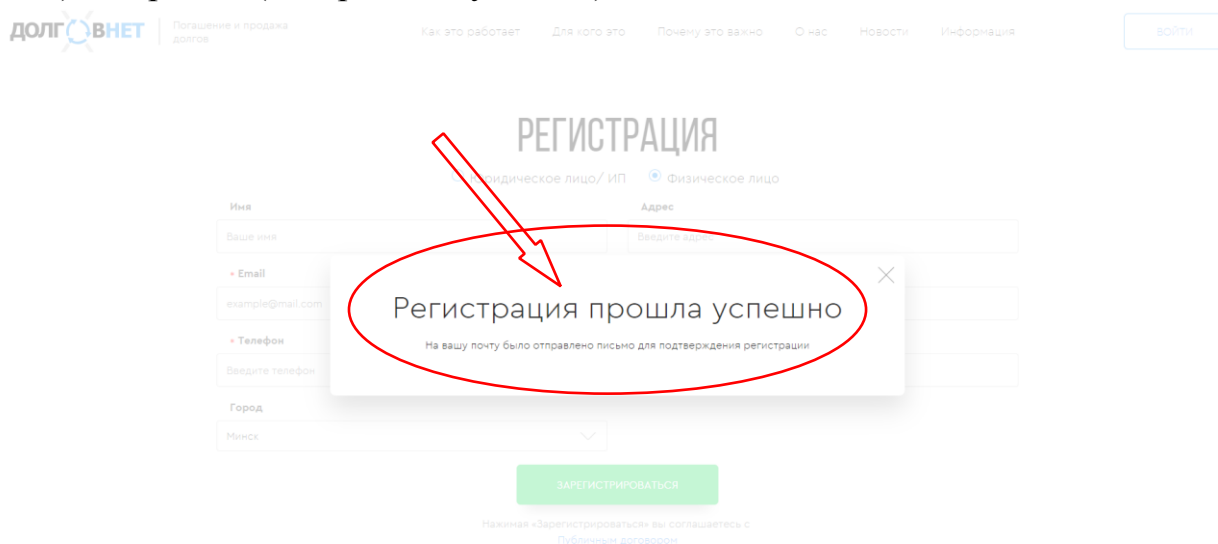 ДОЛГ ВНЕТ
Погашение и продажа
долгов
Как это работает Для кого это Почему это важно О нас Новости Информация
ВОЙТИ
РЕГИСТРАЦИЯ
Юридическое лицо/ ИП Физическое лицо
Имя Адрес
Ваше имя Введите адрес
• Email
example@mail.com
Регистрация прошла успешно
На вашу почту было отправлено письмо для подтверждения регистрации
• Телефон
Введите телефон
Город
Минск
ЗАРЕГИСТРИРОВАТЬСЯ
Нажимая «Зарегистрироваться» вы соглашаетесь с
Публичным договором